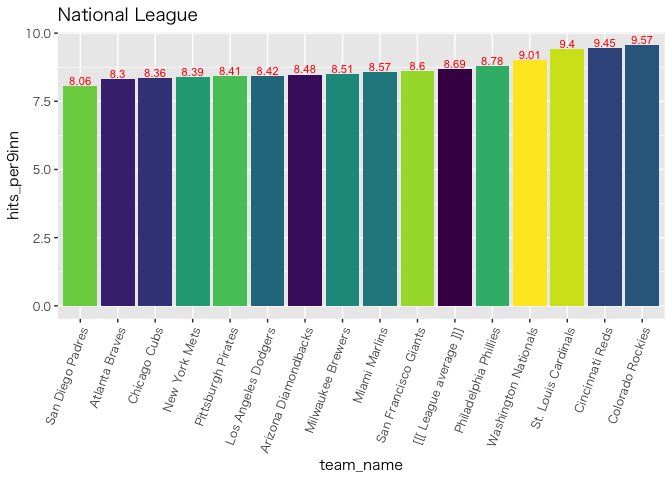 National League
hits_per9inn
10.0
7.5
5.0
2.5
0.0
8.06
8.3
8.36
8.39
8.41
8.42
8.48
8.51
8.57
8.6
8.69
8.78
9.01
9.4
9.45
9.57
San Diego Padres
Atlanta Braves
Chicago Cubs
New York Mets
Pittsburgh Pirates
Los Angeles Dodgers
Arizona Diamondbacks
Milwaukee Brewers
Miami Marlins
San Francisco Giants
[[[ League average ]]]
Philadelphia Phillies
Washington Nationals
St. Louis Cardinals
Cincinnati Reds
Colorado Rockies
team_name